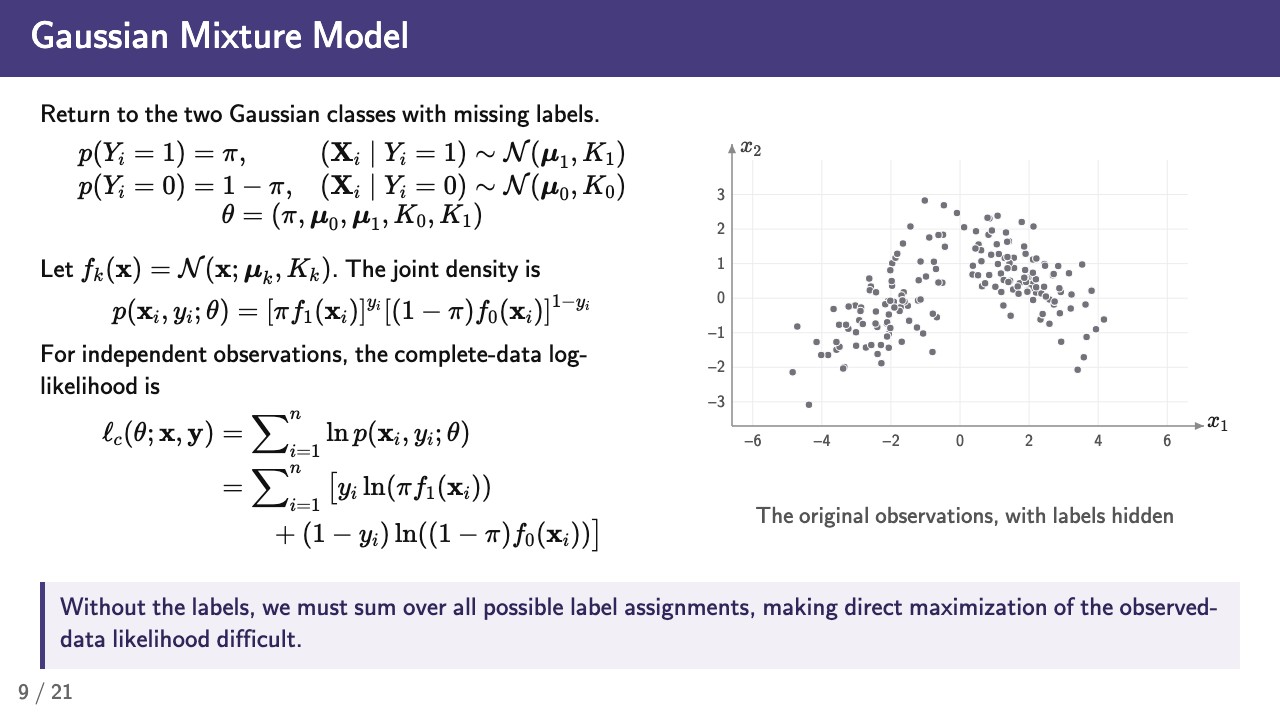 Gaussian Mixture Model
Return to the two Gaussian classes with missing labels.
p(Y_i = 1) = π, (X_i | Y_i = 1) ∼ 𝒩(μ_1, K_1)
p(Y_i = 0) = 1 − π, (X_i | Y_i = 0) ∼ 𝒩(μ_0, K_0)
θ = (π, μ_0, μ_1, K_0, K_1)
Let f_k(x) = 𝒩(x; μ_k, K_k). The joint density is
p(x_i, y_i; θ) = [πf_1(x_i)]^{y_i} [(1 − π)f_0(x_i)]^{1−y_i}
For independent observations, the complete-data log-
likelihood is
ℓ_c(θ; x, y) = ∑_{i=1}^{n} ln p(x_i, y_i; θ)
= ∑_{i=1}^{n} [y_i ln(πf_1(x_i))
+ (1 − y_i) ln((1 − π)f_0(x_i))]
x_2
3
2
1
0
−1
−2
−3
−6 −4 −2 0 2 4 6
x_1
The original observations, with labels hidden
Without the labels, we must sum over all possible label assignments, making direct maximization of the observed-
data likelihood difficult.
9 / 21